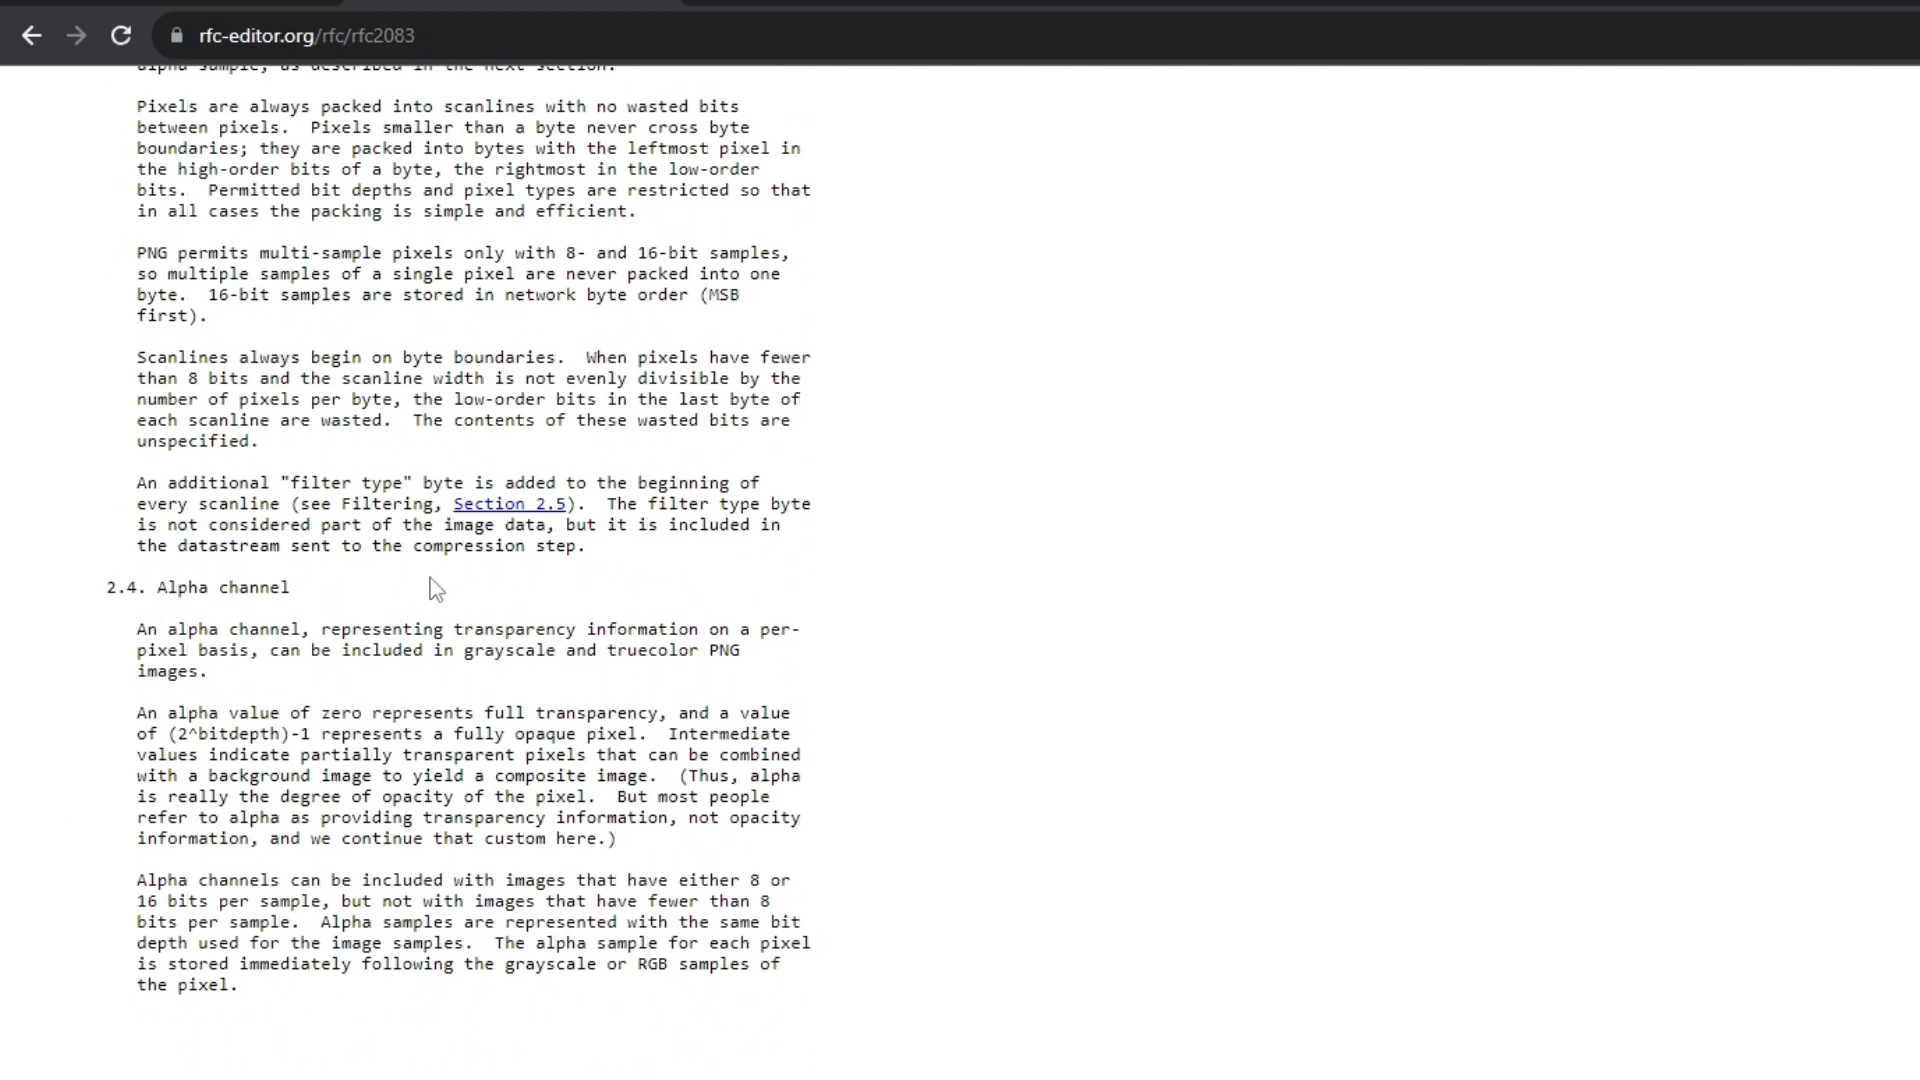 rfc-editor.org/rfc/rfc2083
alpha sample, as described in the next section.
Pixels are always packed into scanlines with no wasted bits
between pixels.  Pixels smaller than a byte never cross byte
boundaries; they are packed into bytes with the leftmost pixel in
the high-order bits of a byte, the rightmost in the low-order
bits.  Permitted bit depths and pixel types are restricted so that
in all cases the packing is simple and efficient.
PNG permits multi-sample pixels only with 8- and 16-bit samples,
so multiple samples of a single pixel are never packed into one
byte.  16-bit samples are stored in network byte order (MSB
first).
Scanlines always begin on byte boundaries.  When pixels have fewer
than 8 bits and the scanline width is not evenly divisible by the
number of pixels per byte, the low-order bits in the last byte of
each scanline are wasted.  The contents of these wasted bits are
unspecified.
An additional "filter type" byte is added to the beginning of
every scanline (see Filtering, Section 2.5).  The filter type byte
is not considered part of the image data, but it is included in
the datastream sent to the compression step.
2.4. Alpha channel
An alpha channel, representing transparency information on a per-
pixel basis, can be included in grayscale and truecolor PNG
images.
An alpha value of zero represents full transparency, and a value
of (2^bitdepth)-1 represents a fully opaque pixel.  Intermediate
values indicate partially transparent pixels that can be combined
with a background image to yield a composite image.  (Thus, alpha
is really the degree of opacity of the pixel.  But most people
refer to alpha as providing transparency information, not opacity
information, and we continue that custom here.)
Alpha channels can be included with images that have either 8 or
16 bits per sample, but not with images that have fewer than 8
bits per sample.  Alpha samples are represented with the same bit
depth used for the image samples.  The alpha sample for each pixel
is stored immediately following the grayscale or RGB samples of
the pixel.